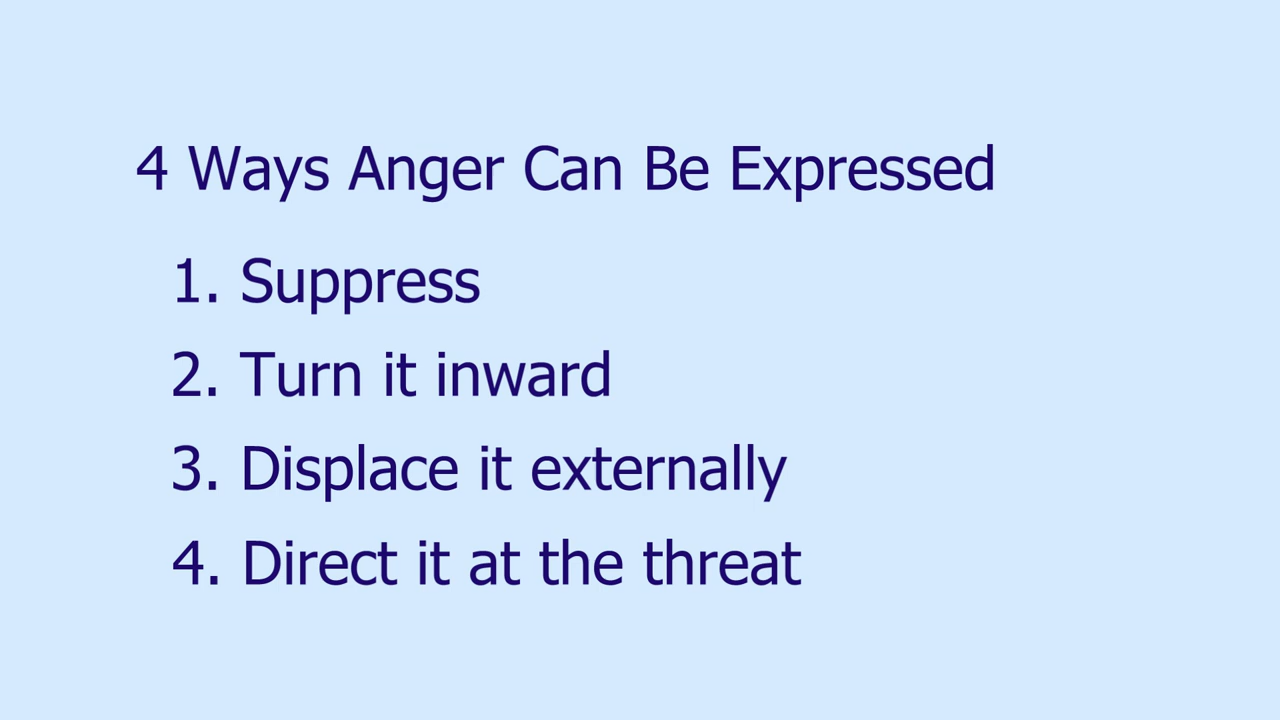 4 Ways Anger Can Be Expressed
1. Suppress
2. Turn it inward
3. Displace it externally
4. Direct it at the threat